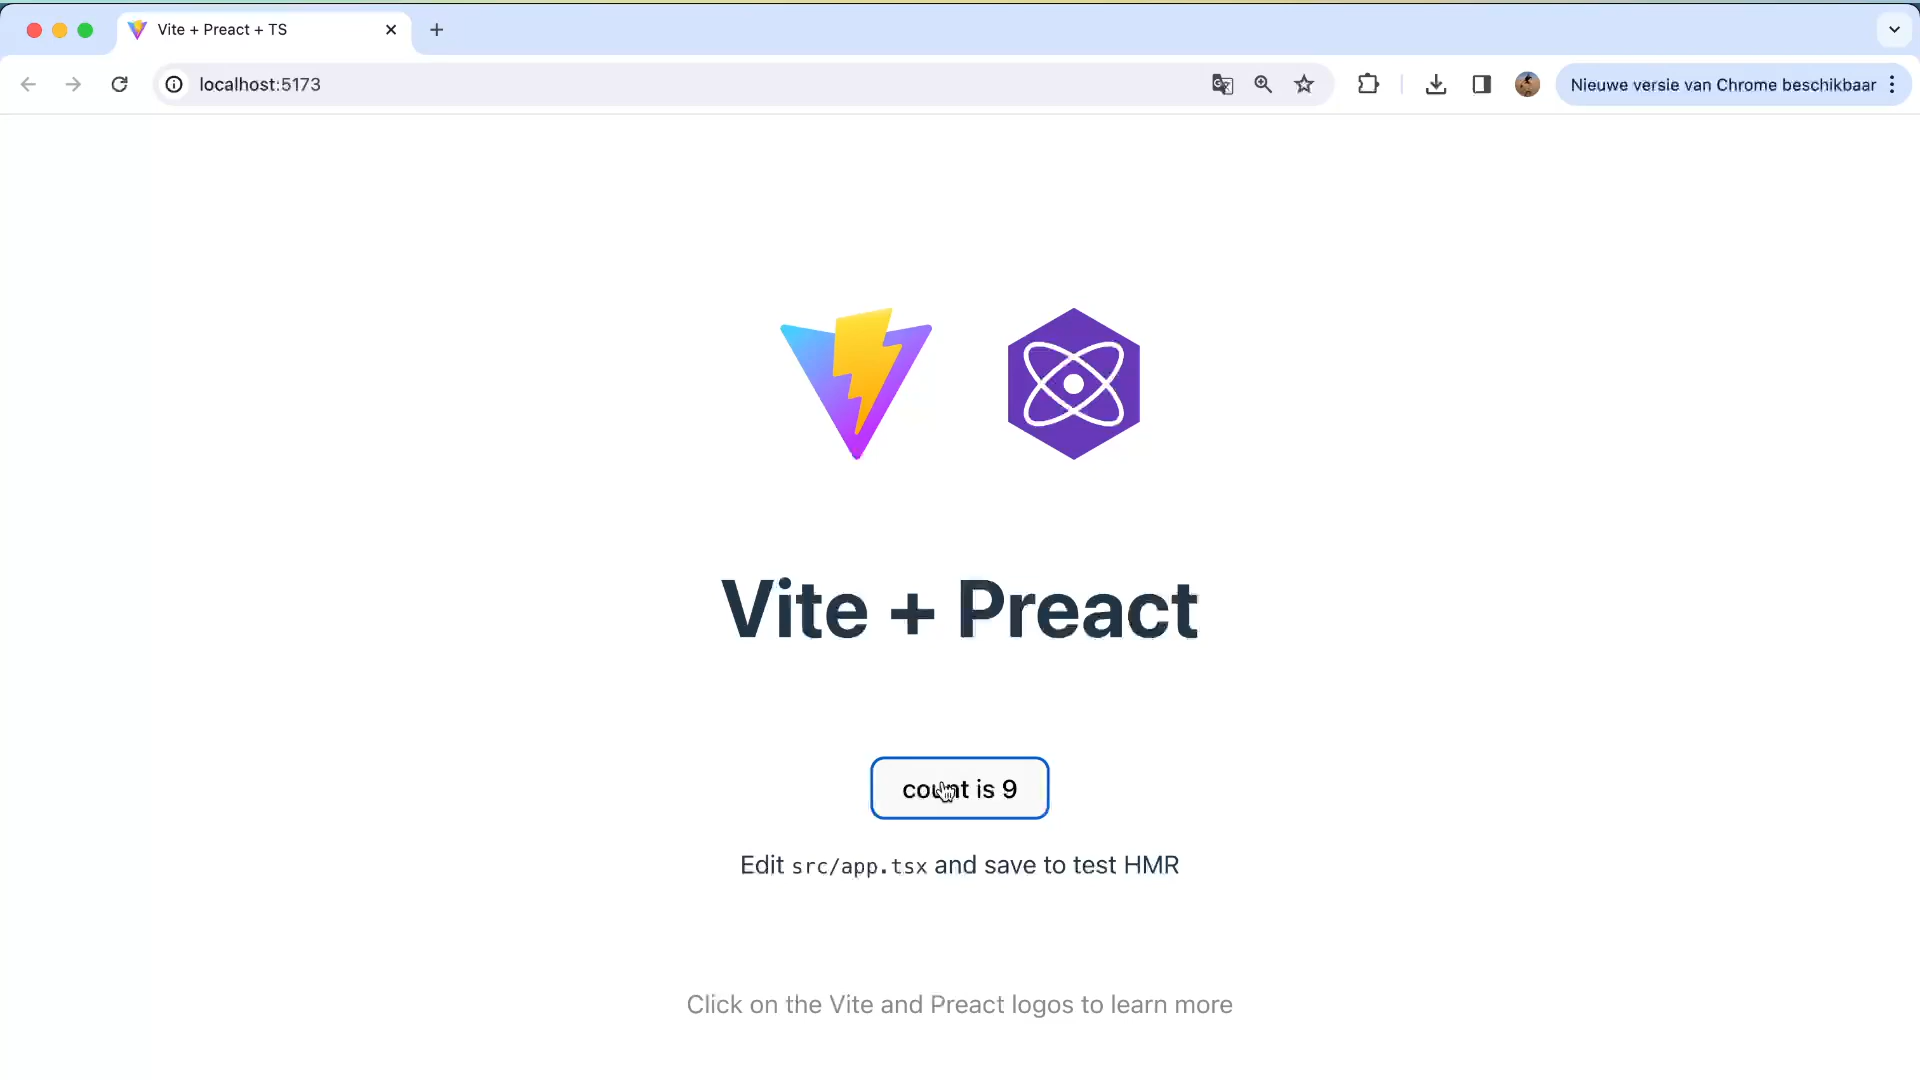 Vite + Preact + TS
localhost:5173
Nieuwe versie van Chrome beschikbaar
Vite + Preact
count is 9
Edit src/app.tsx and save to test HMR
Click on the Vite and Preact logos to learn more